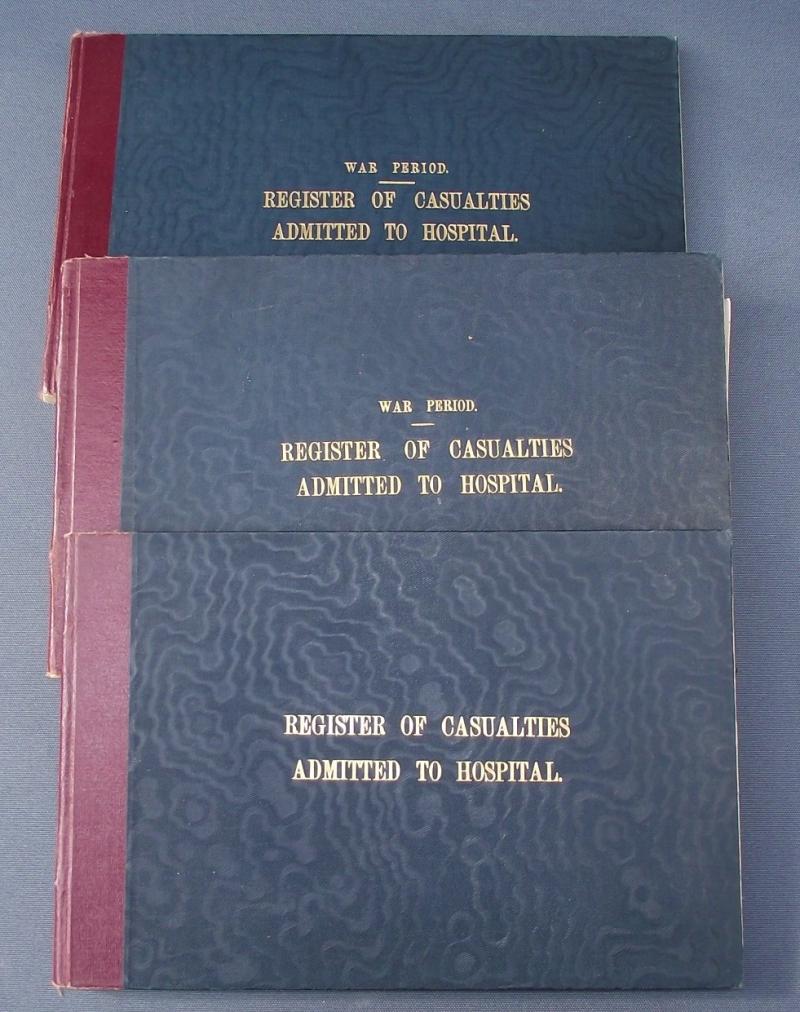 WAR PERIOD.
REGISTER OF CASUALTIES
ADMITTED TO HOSPITAL.
WAR PERIOD.
REGISTER OF CASUALTIES
ADMITTED TO HOSPITAL.
REGISTER OF CASUALTIES
ADMITTED TO HOSPITAL.